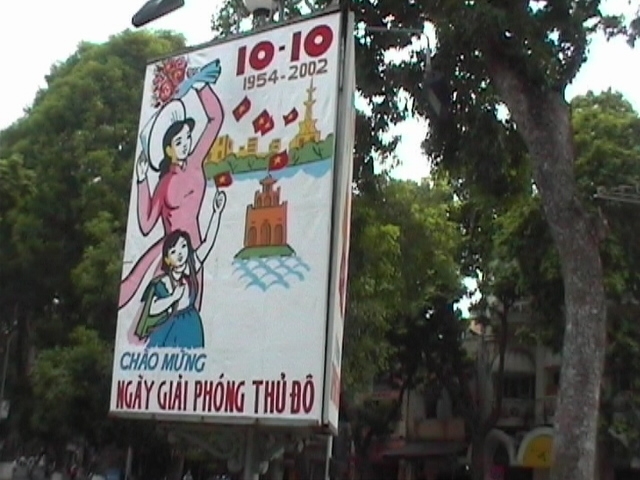 10-10
1954-2002
CHÀO MỪNG
NGÀY GIẢI PHÓNG THỦ ĐÔ